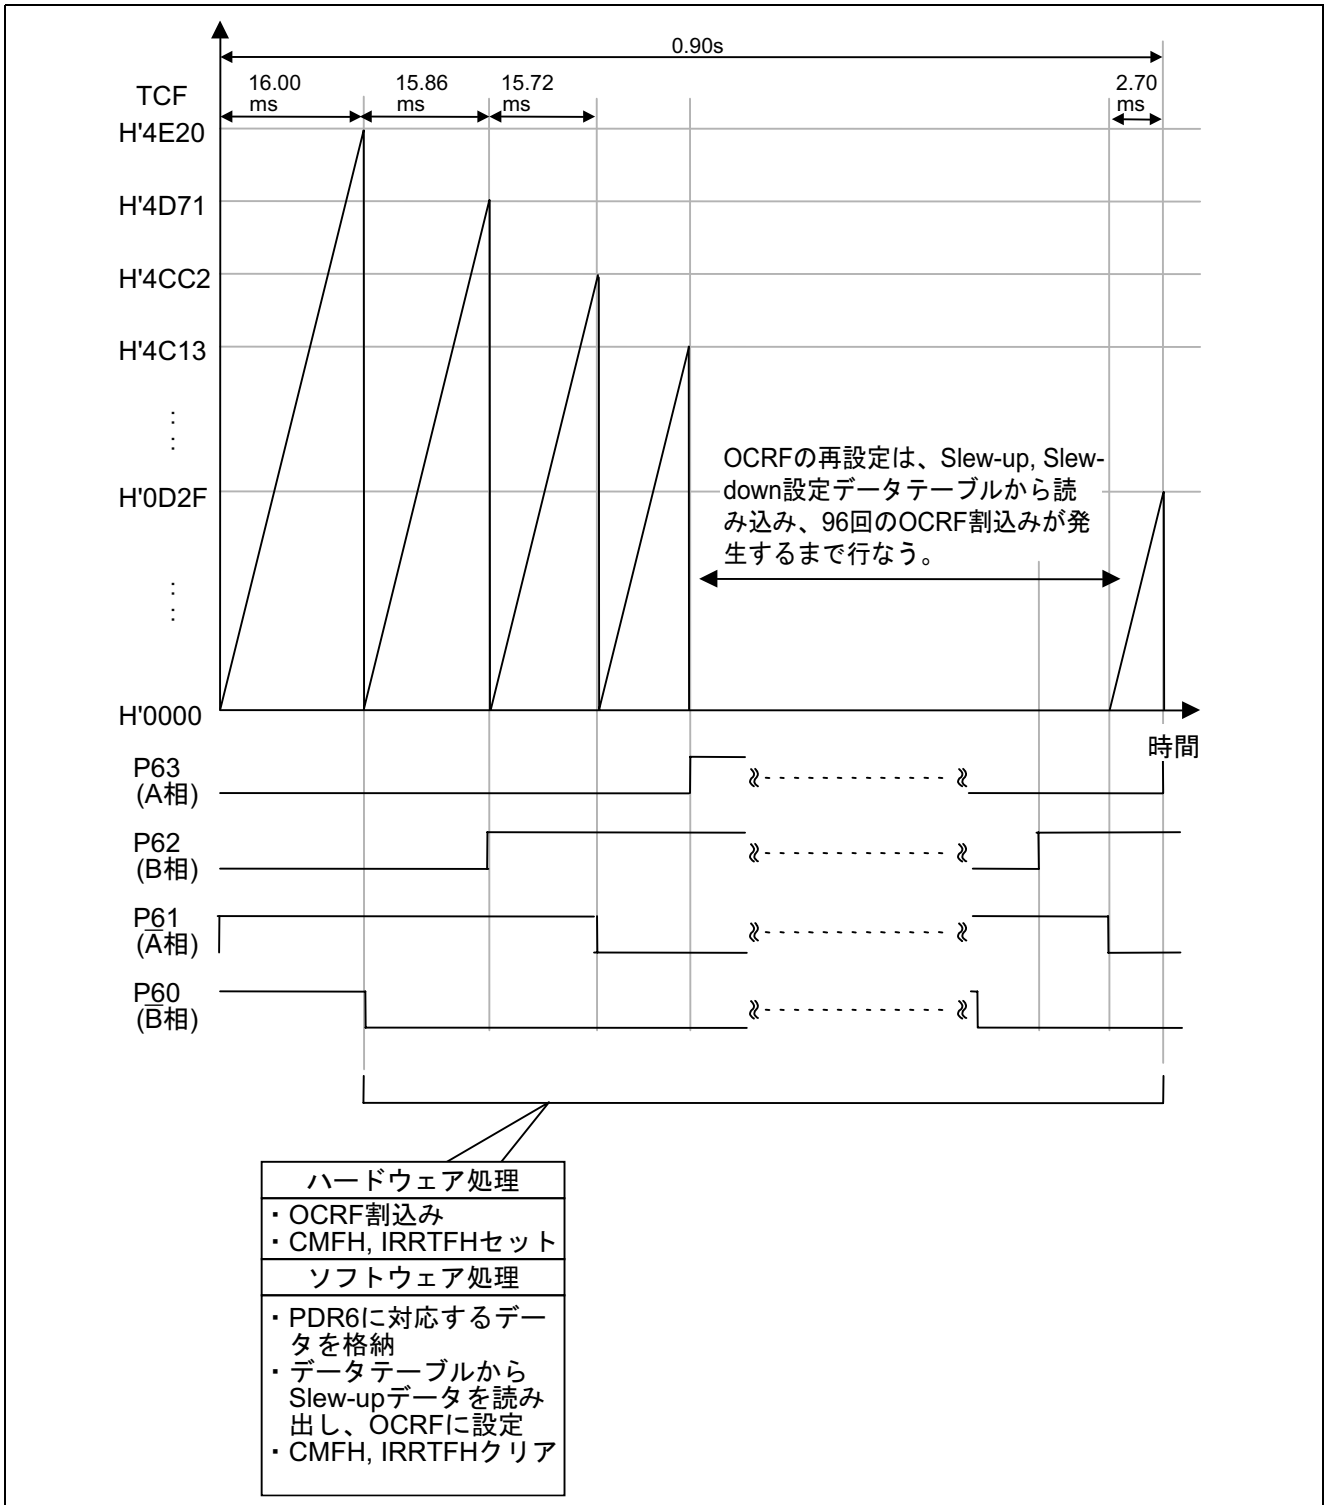 0.90s
16.00
ms
15.86
ms
15.72
ms
2.70
ms
TCF
H'4E20
H'4D71
H'4CC2
H'4C13
H'0D2F
H'0000
OCRFの再設定は、Slew-up, Slew-
down設定データテーブルから読
み込み、96回のOCRF割込みが発
生するまで行なう。
時間
P63
(A相)
P62
(B相)
P61
(A̅相)
P60
(B̅相)
ハードウェア処理
・OCRF割込み
・CMFH, IRRTFHセット
ソフトウェア処理
・PDR6に対応するデー
タを格納
・データテーブルから
Slew-upデータを読み
出し、OCRFに設定
・CMFH, IRRTFHクリア